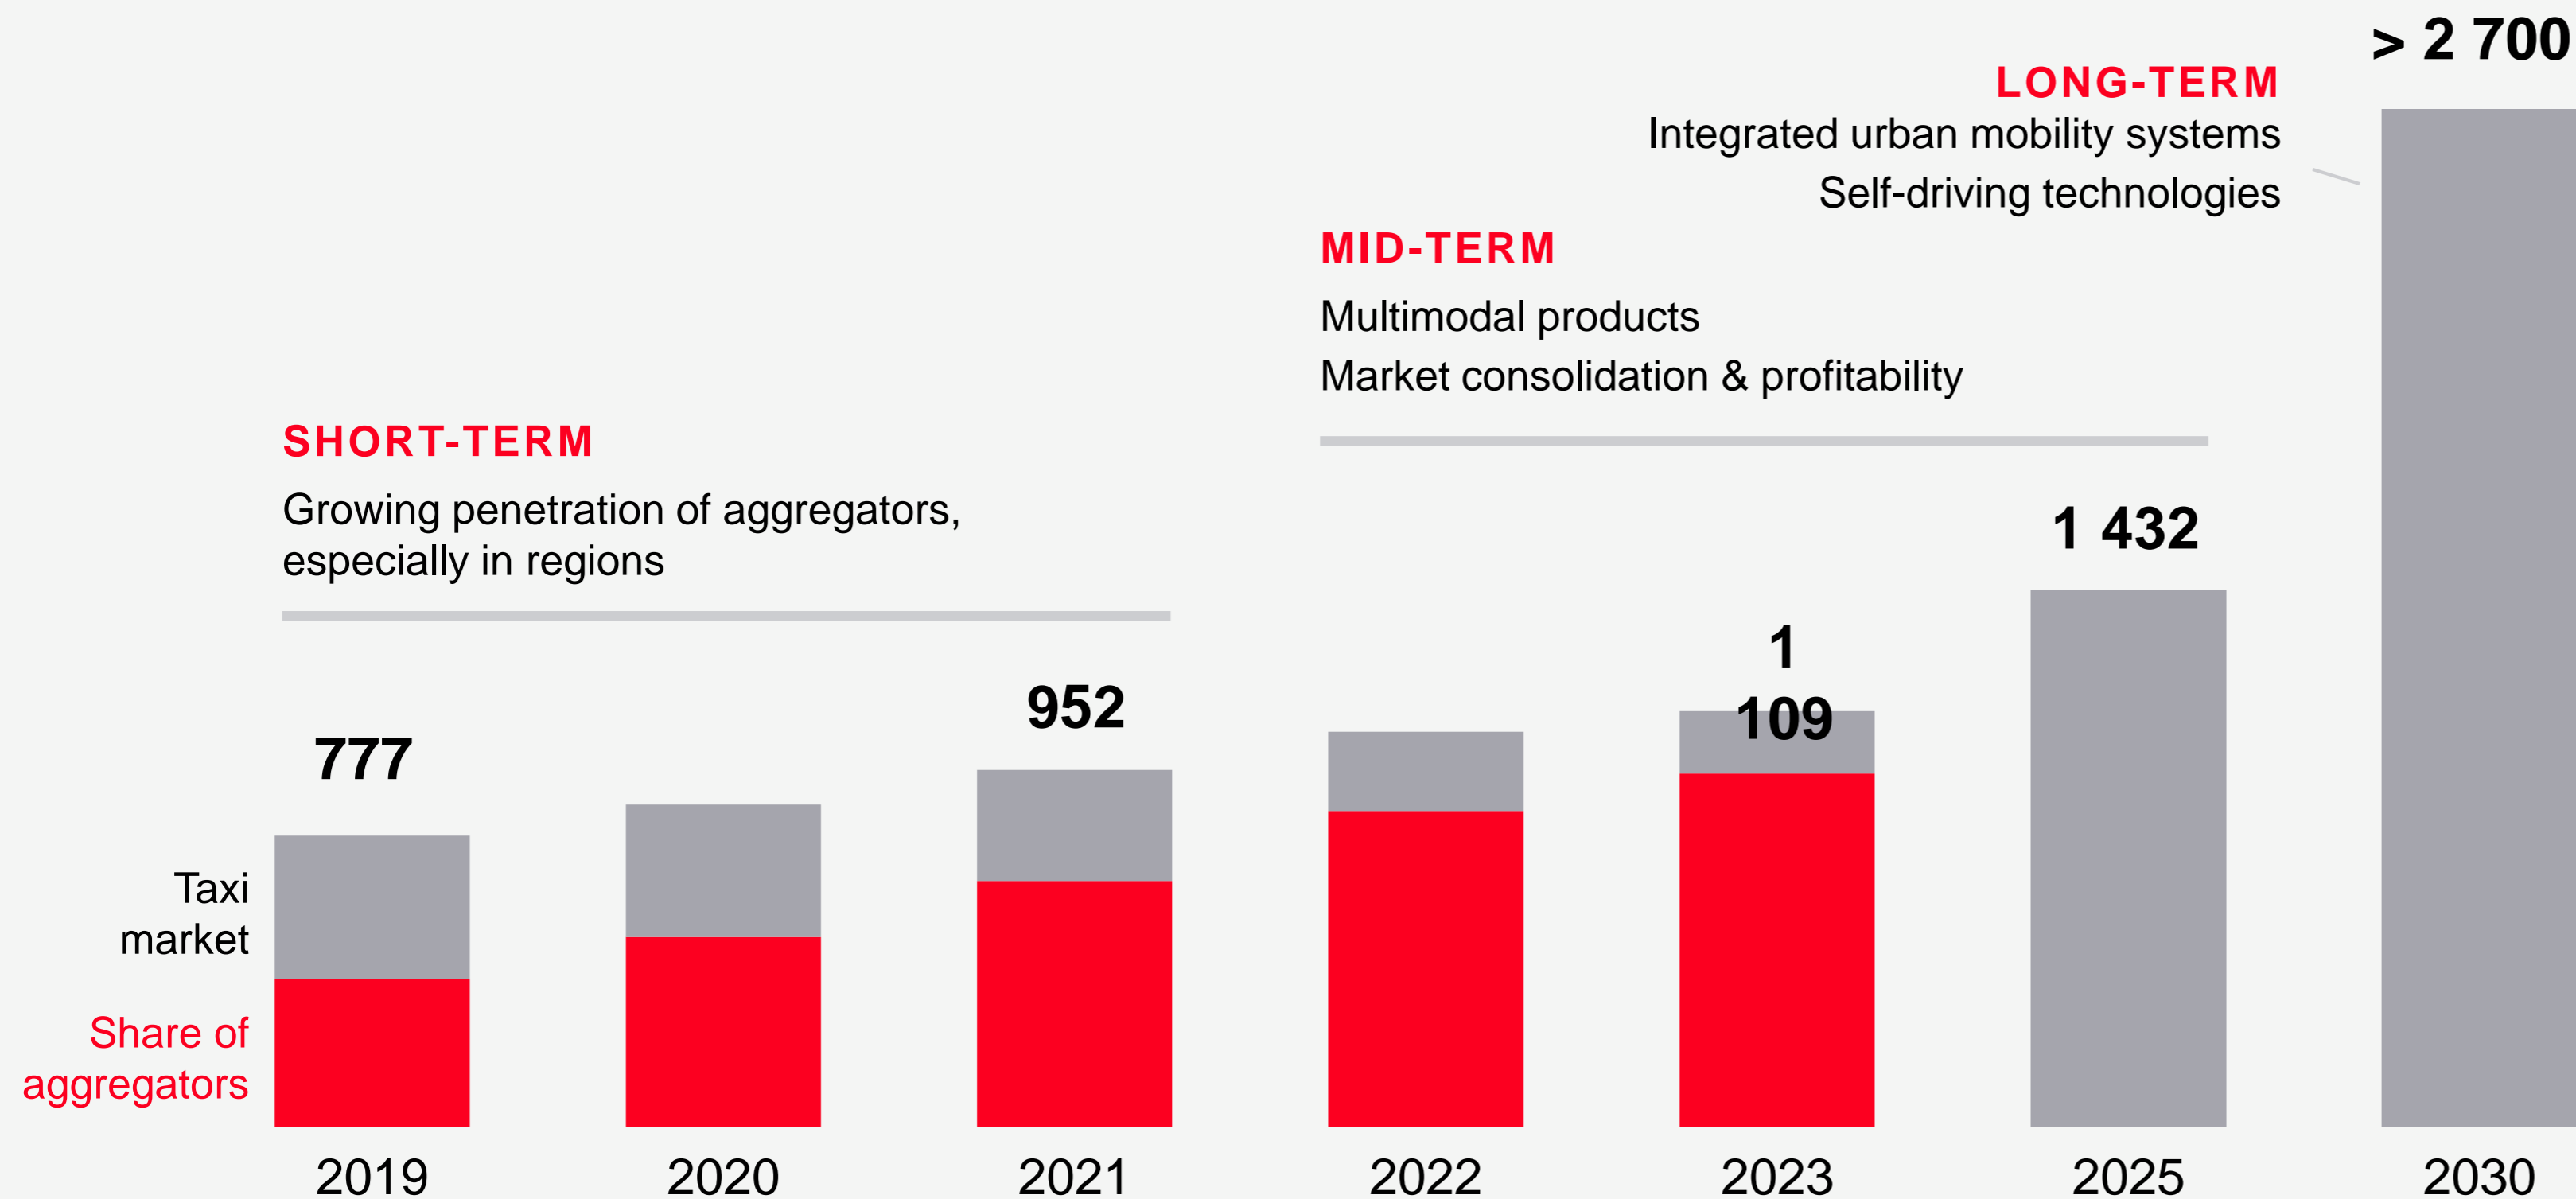 > 2 700
LONG-TERM
Integrated urban mobility systems
Self-driving technologies
MID-TERM
Multimodal products
Market consolidation & profitability
SHORT-TERM
Growing penetration of aggregators,
especially in regions
1 432
1
109
952
777
Taxi
market
Share of
aggregators
2019
2020
2021
2022
2023
2025
2030